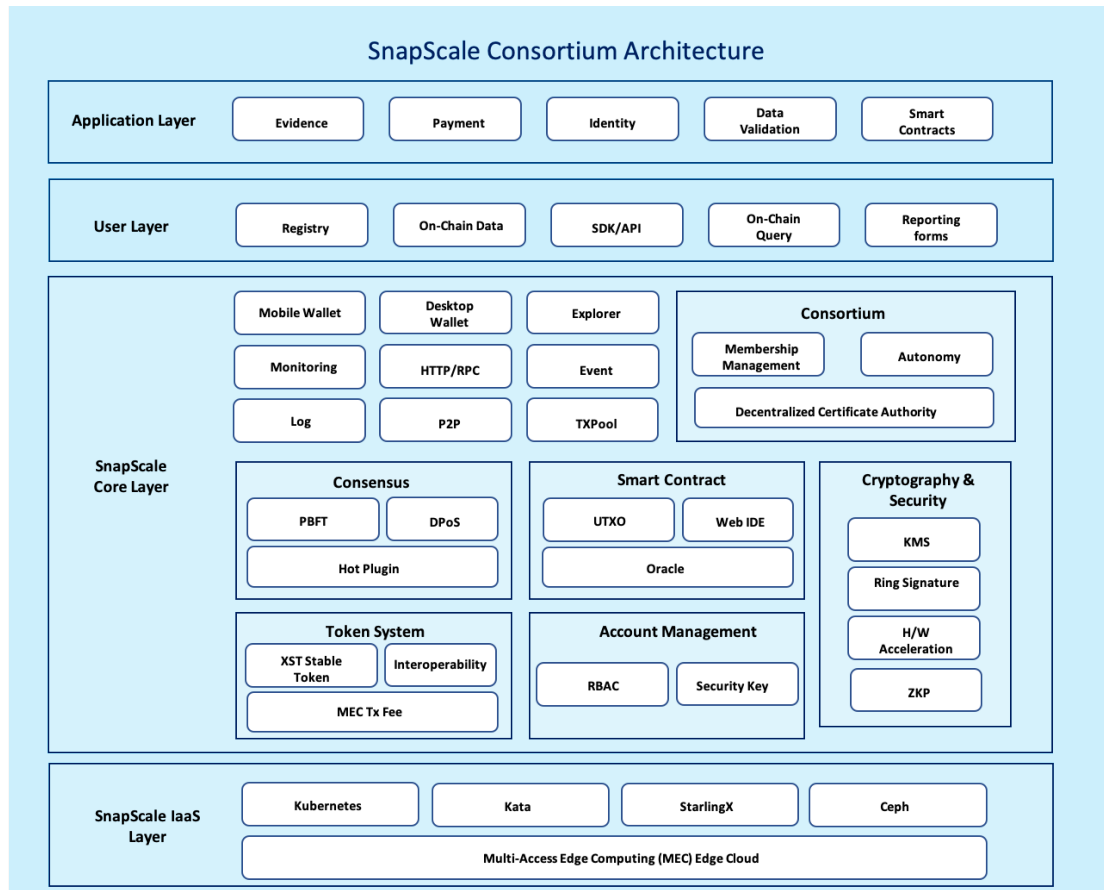 SnapScale Consortium Architecture
Application Layer
Evidence
Payment
Identity
Data
Validation
Smart
Contracts
User Layer
Registry
On-Chain Data
SDK/API
On-Chain
Query
Reporting
forms
SnapScale
Core Layer
Mobile Wallet
Desktop
Wallet
Explorer
Monitoring
HTTP/RPC
Event
Log
P2P
TXPool
Consortium
Membership
Management
Autonomy
Decentralized Certificate Authority
Consensus
PBFT
DPoS
Hot Plugin
Smart Contract
UTXO
Web IDE
Oracle
Cryptography &
Security
KMS
Ring Signature
H/W
Acceleration
ZKP
Token System
XST Stable
Token
Interoperability
MEC Tx Fee
Account Management
RBAC
Security Key
SnapScale IaaS
Layer
Kubernetes
Kata
StarlingX
Ceph
Multi-Access Edge Computing (MEC) Edge Cloud